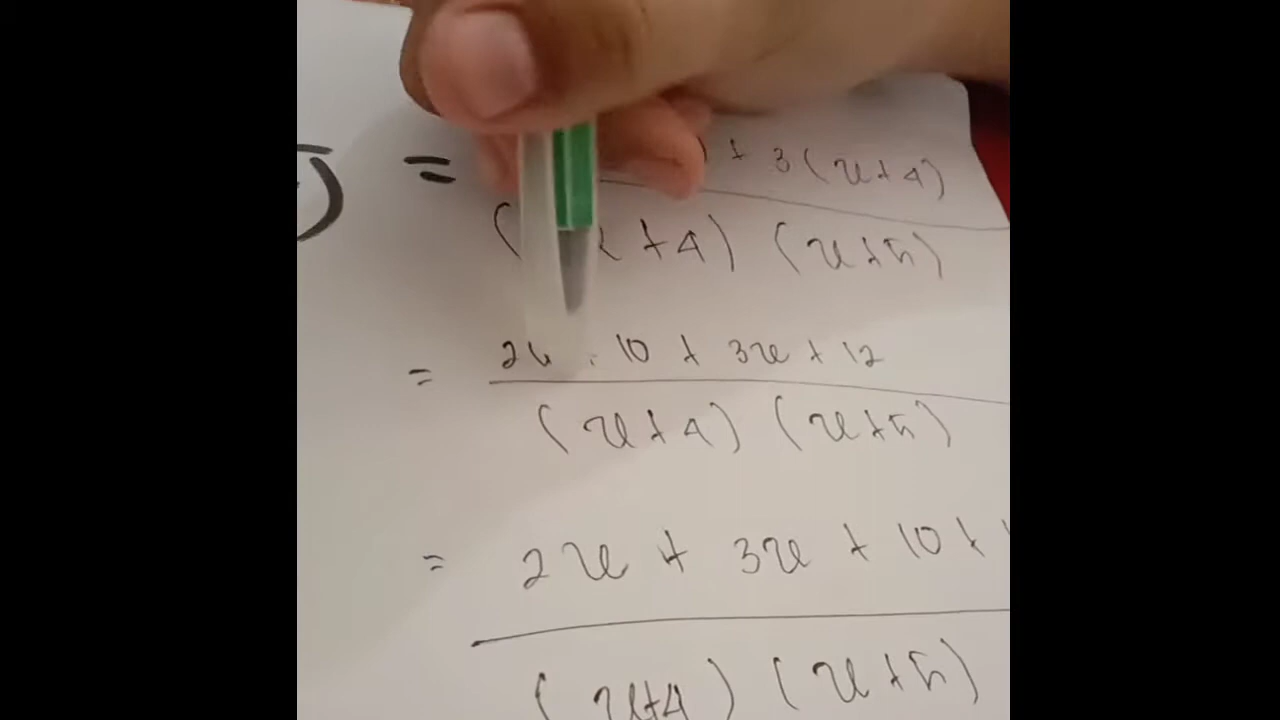 = ) + 3(x+4)
(x+4) (x+5)
= 2x + 10 + 3x + 12
(x+4) (x+5)
= 2x + 3x + 10 +
(x+4) (x+5)